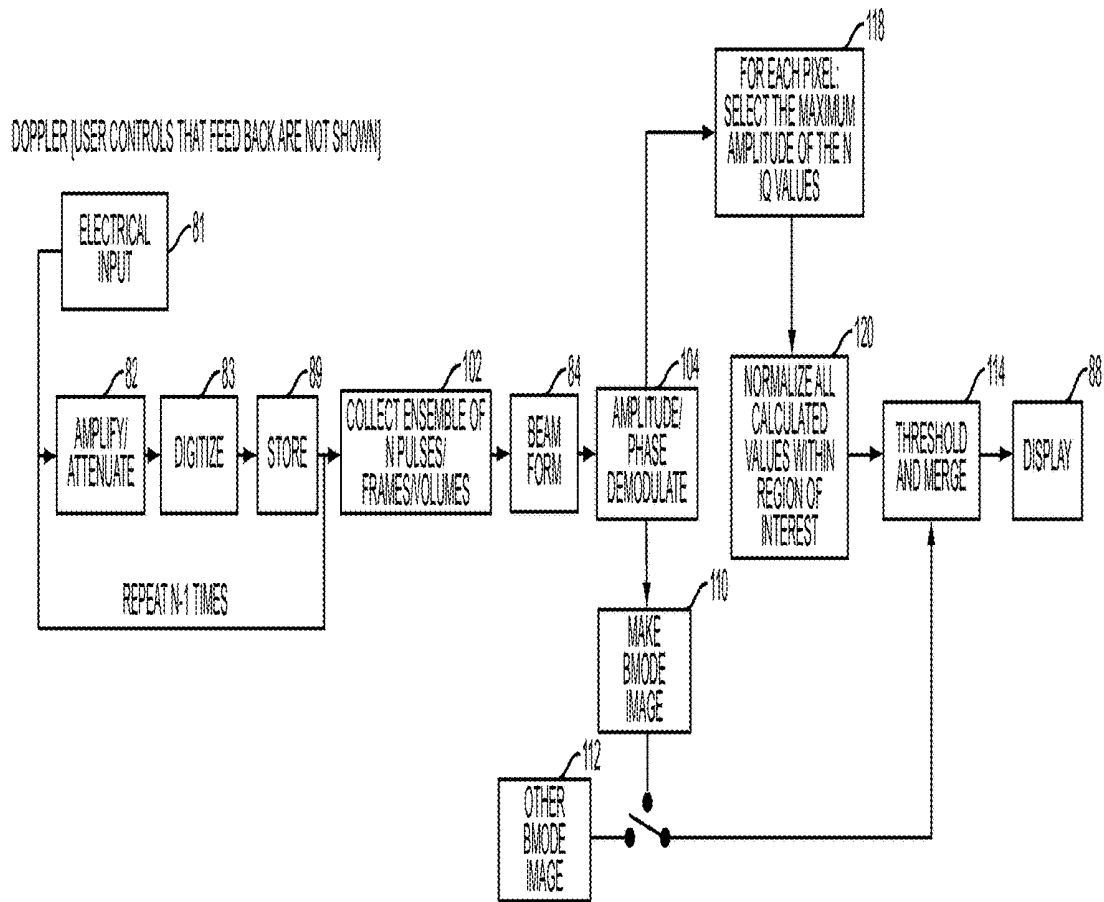 118
FOR EACH PIXEL:
SELECT THE MAXIMUM
AMPLITUDE OF THE N
IQ VALUES
DOPPLER [USER CONTROLS THAT FEED BACK ARE NOT SHOWN]
ELECTRICAL
INPUT
81
82
AMPLIFY/
ATTENUATE
83
DIGITIZE
89
STORE
102
COLLECT ENSEMBLE OF
N PULSES/
FRAMES/VOLUMES
84
BEAM
FORM
104
AMPLITUDE/
PHASE
DEMODULATE
120
NORMALIZE ALL
CALCULATED
VALUES WITHIN
REGION OF
INTEREST
114
THRESHOLD
AND MERGE
88
DISPLAY
REPEAT N-1 TIMES
110
MAKE
BMODE
IMAGE
112
OTHER
BMODE
IMAGE